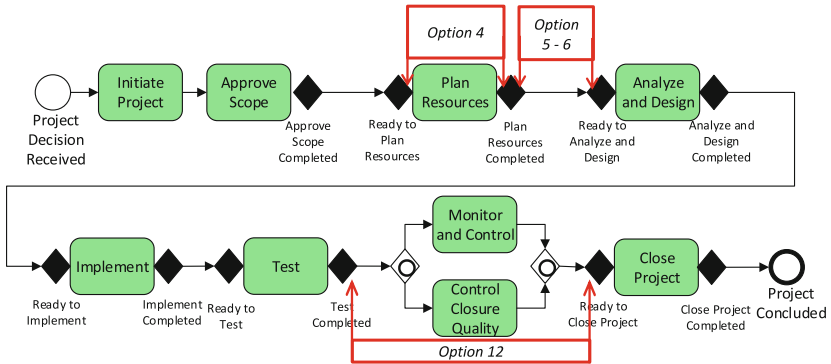 Option 4
Option
5 - 6
Initiate
Project
Approve
Scope
Plan
Resources
Analyze
and Design
Project
Decision
Received
Approve
Scope
Completed
Ready to
Plan
Resources
Plan
Resources
Completed
Ready to
Analyze and
Design
Analyze and
Design
Completed
Monitor
and Control
Implement
Test
Close
Project
Control
Closure
Quality
Ready to
Implement
Implement
Completed
Ready to
Test
Test
Completed
Ready to
Close Project
Close Project
Completed
Project
Concluded
Option 12